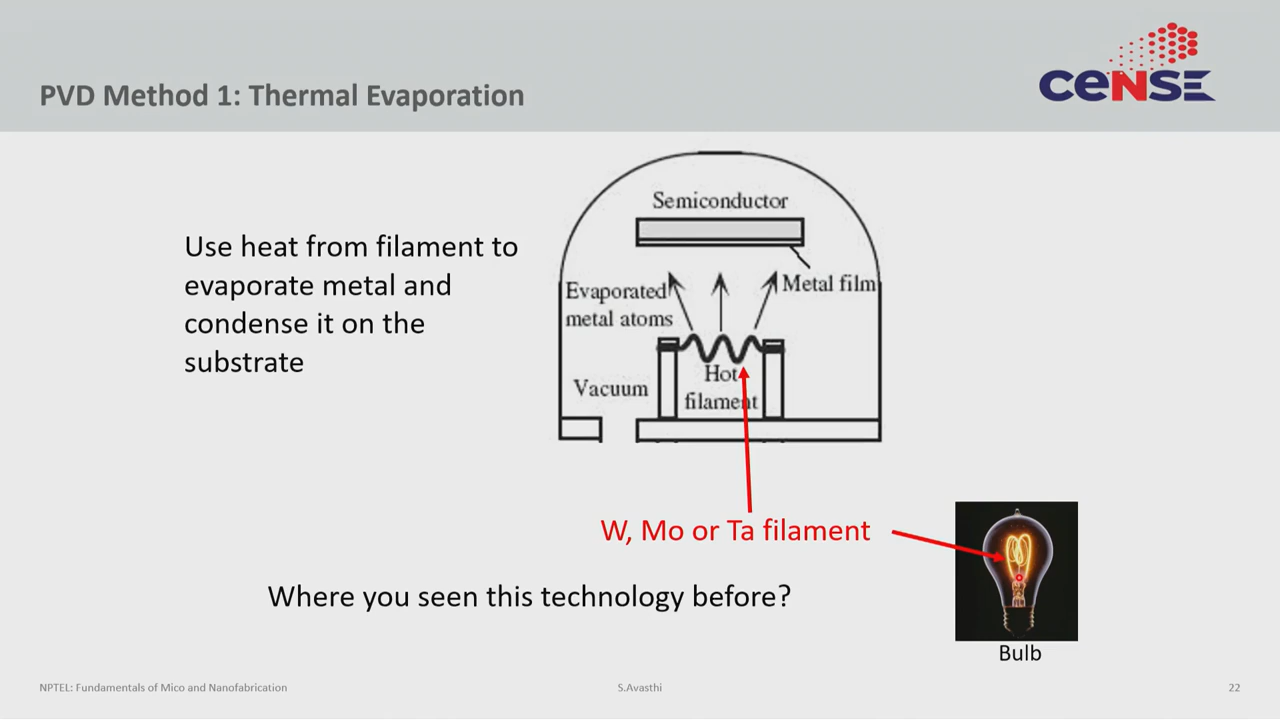 PVD Method 1: Thermal Evaporation
CeNSE
Use heat from filament to
evaporate metal and
condense it on the
substrate
Semiconductor
Metal film
Evaporated
metal atoms
Vacuum
Hot
filament
W, Mo or Ta filament
Where you seen this technology before?
Bulb
NPTEL: Fundamentals of Mico and Nanofabrication
S.Avasthi
22